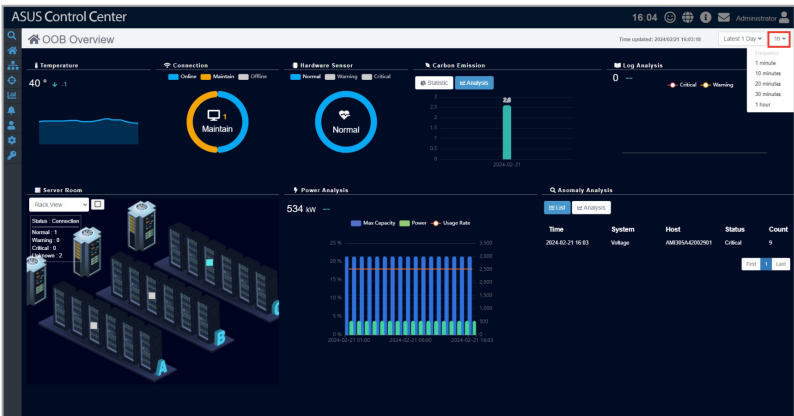 ASUS Control Center
16:04
Administrator
OOB Overview
Time updated: 2024/02/21 16:03:18
Latest 1 Day
1h
Frequency
1 minute
10 minutes
20 minutes
30 minutes
1 hour
Temperature
40 ° -1
Connection
Online Maintain Offline
1
Maintain
Hardware Sensor
Normal Warning Critical
Normal
Carbon Emission
Statistic Analysis
3
2.5
2
1.5
1
0.5
0
2.6
2024-02-21
Log Analysis
0 --
Critical Warning
Server Room
Rack View
Status : Connection
Normal : 1
Warning : 0
Critical : 0
Unknown : 2
A
B
C
Power Analysis
534 kW --
Max Capacity Power Usage Rate
25 %
20 %
15 %
10 %
5 %
0 %
3,500
3,000
2,500
2,000
1,500
1,000
500
0
2024-02-21 01:00 2024-02-21 09:00 2024-02-21 16:03
Anomaly Analysis
List Analysis
Time System Host Status Count
2024-02-21 16:03 Voltage AM305A42002901 Critical 9
First 1 Last